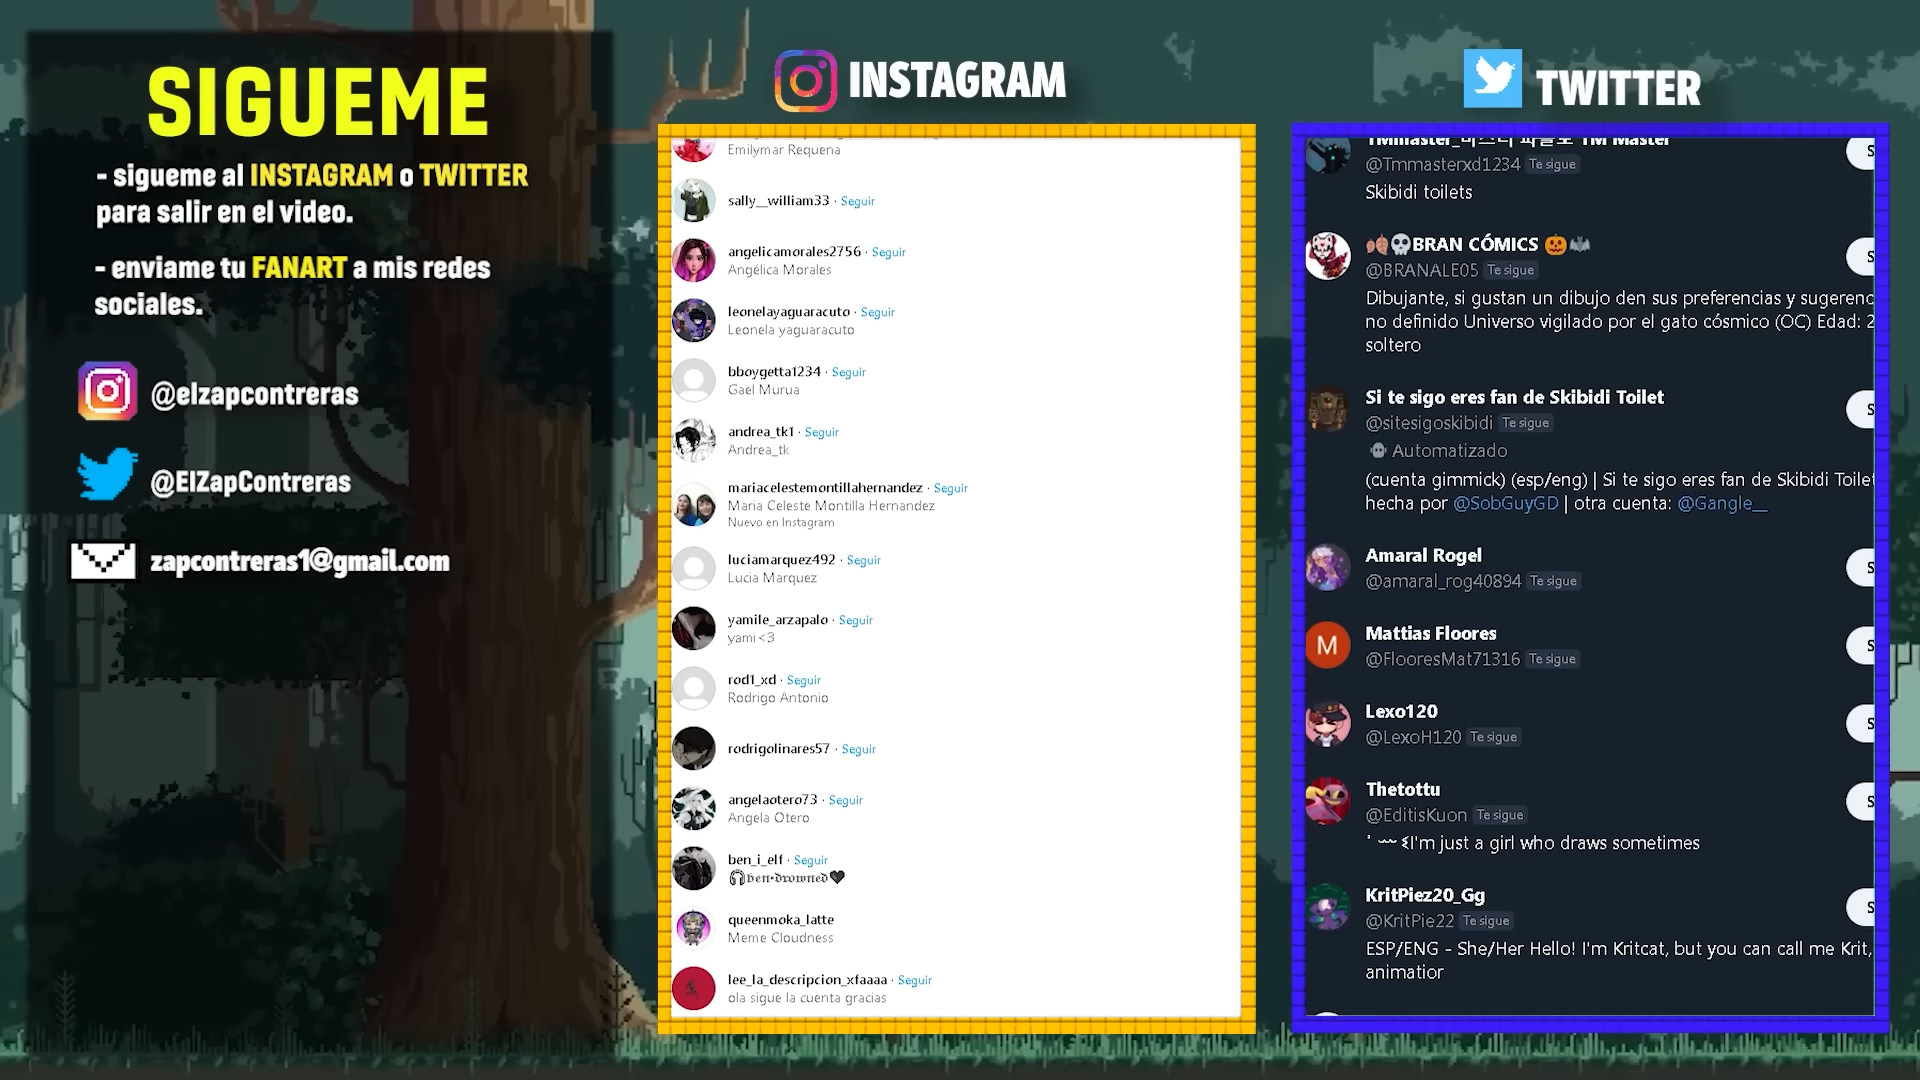 SIGUEME
- sigueme al INSTAGRAM o TWITTER
para salir en el video.
- enviame tu FANART a mis redes
sociales.
@elzapcontreras
@ElZapContreras
zapcontreras1@gmail.com
INSTAGRAM
Emilymar Requena
sally__william33 · Seguir
angelicamorales2756 · Seguir
Angélica Morales
leonelayaguaracuto · Seguir
Leonela yaguaracuto
bboygetta1234 · Seguir
Gael Murua
andrea_tk1 · Seguir
Andrea_tk
mariacelestemontillahernandez · Seguir
Maria Celeste Montilla Hernandez
Nuevo en Instagram
luciamarquez492 · Seguir
Lucia Marquez
yamile_arzapalo · Seguir
yami<3
rod1_xd · Seguir
Rodrigo Antonio
rodrigolinares57 · Seguir
angelaotero73 · Seguir
Angela Otero
ben_i_elf · Seguir
🎧𝖇𝖊𝖓•𝖉𝖗𝖔𝖜𝖓𝖊𝖉🖤
queenmoka_latte
Meme Cloudness
lee_la_descripcion_xfaaaa · Seguir
ola sigue la cuenta gracias
TWITTER
TM Master
@Tmmasterxd1234 Te sigue
Skibidi toilets
🍂💀BRAN CÓMICS 🎃🦇
@BRANALE05 Te sigue
Dibujante, si gustan un dibujo den sus preferencias y sugerenc
no definido Universo vigilado por el gato cósmico (OC) Edad: 2
soltero
Si te sigo eres fan de Skibidi Toilet
@sitesigoskibidi Te sigue
Automatizado
(cuenta gimmick) (esp/eng) | Si te sigo eres fan de Skibidi Toilet
hecha por @SobGuyGD | otra cuenta: @Gangle__
Amaral Rogel
@amaral_rog40894 Te sigue
M
Mattias Floores
@FlooresMat71316 Te sigue
Lexo120
@LexoH120 Te sigue
Thetottu
@EditisKuon Te sigue
I'm just a girl who draws sometimes
KritPiez20_Gg
@KritPie22 Te sigue
ESP/ENG - She/Her Hello! I'm Kritcat, but you can call me Krit,
animatior